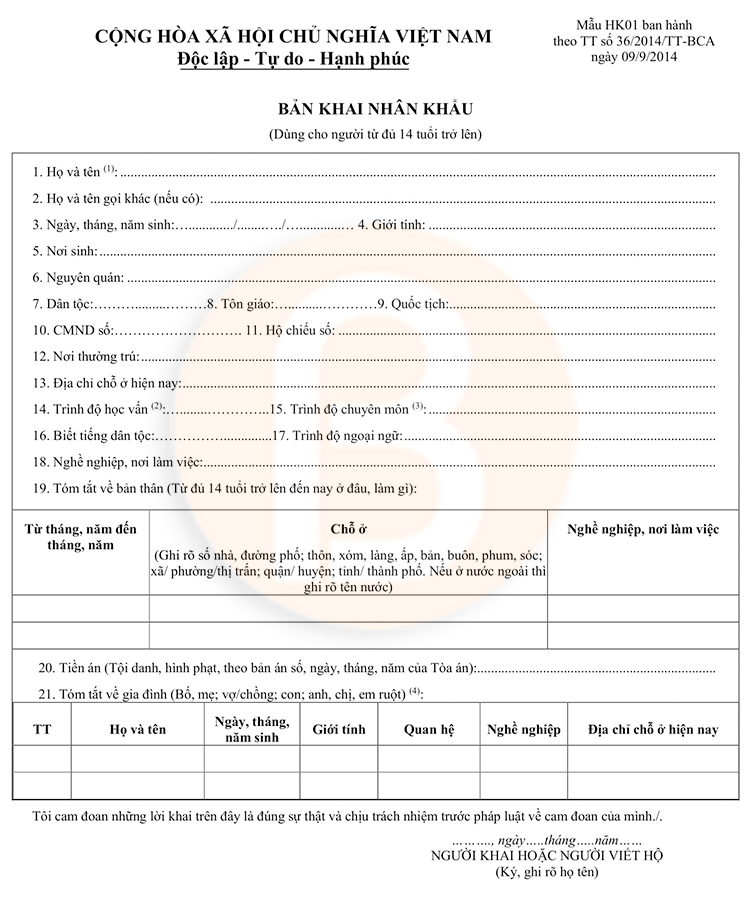 CỘNG HÒA XÃ HỘI CHỦ NGHĨA VIỆT NAM
Độc lập - Tự do - Hạnh phúc
Mẫu HK01 ban hành
theo TT số 36/2014/TT-BCA
ngày 09/9/2014
BẢN KHAI NHÂN KHẨU
(Dùng cho người từ đủ 14 tuổi trở lên)
1. Họ và tên (1):
2. Họ và tên gọi khác (nếu có):
3. Ngày, tháng, năm sinh:......../......../........ 4. Giới tính:
5. Nơi sinh:
6. Nguyên quán:
7. Dân tộc:........ 8. Tôn giáo:........ 9. Quốc tịch:
10. CMND số:........ 11. Hộ chiếu số:
12. Nơi thường trú:
13. Địa chỉ chỗ ở hiện nay:
14. Trình độ học vấn (2):........ 15. Trình độ chuyên môn (3):
16. Biết tiếng dân tộc:........ 17. Trình độ ngoại ngữ:
18. Nghề nghiệp, nơi làm việc:
19. Tóm tắt về bản thân (Từ đủ 14 tuổi trở lên đến nay ở đâu, làm gì):
Từ tháng, năm đến
tháng, năm
Chỗ ở
(Ghi rõ số nhà, đường phố; thôn, xóm, làng, ấp, bản, buôn, phum, sóc;
xã/ phường/thị trấn; quận/ huyện; tỉnh/ thành phố. Nếu ở nước ngoài thì
ghi rõ tên nước)
Nghề nghiệp, nơi làm việc
20. Tiền án (Tội danh, hình phạt, theo bản án số, ngày, tháng, năm của Tòa án):
21. Tóm tắt về gia đình (Bố, mẹ; vợ/chồng; con; anh, chị, em ruột) (4):
TT
Họ và tên
Ngày, tháng,
năm sinh
Giới tính
Quan hệ
Nghề nghiệp
Địa chỉ chỗ ở hiện nay
Tôi cam đoan những lời khai trên đây là đúng sự thật và chịu trách nhiệm trước pháp luật về cam đoan của mình./.
………., ngày…..tháng…..năm……
NGƯỜI KHAI HOẶC NGƯỜI VIẾT HỘ
(Ký, ghi rõ họ tên)